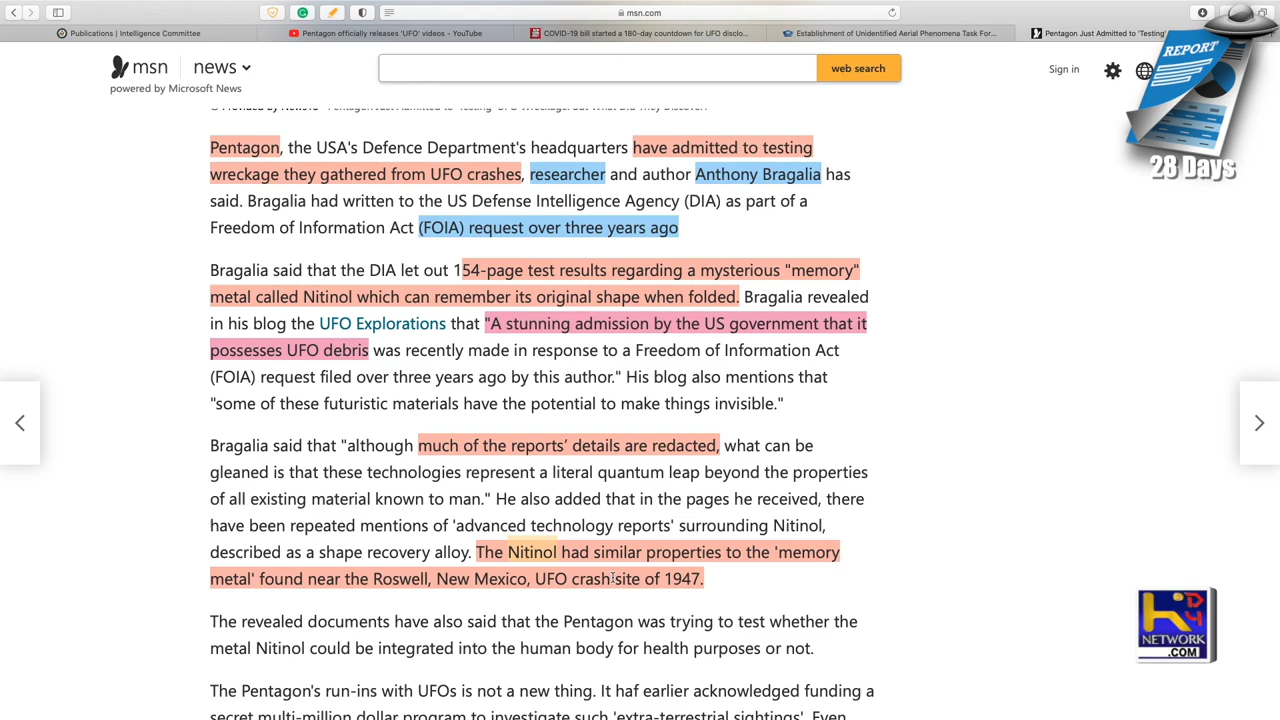 msn.com
Publications | Intelligence Committee
Pentagon officially releases 'UFO' videos - YouTube
COVID-19 bill started a 180-day countdown for UFO disclo...
Establishment of Unidentified Aerial Phenomena Task For...
Pentagon Just Admitted to 'Testing'
msn news
web search
Sign in
powered by Microsoft News
REPORT
28 Days
Pentagon, the USA's Defence Department's headquarters have admitted to testing
wreckage they gathered from UFO crashes, researcher and author Anthony Bragalia has
said. Bragalia had written to the US Defense Intelligence Agency (DIA) as part of a
Freedom of Information Act (FOIA) request over three years ago
Bragalia said that the DIA let out 154-page test results regarding a mysterious "memory"
metal called Nitinol which can remember its original shape when folded. Bragalia revealed
in his blog the UFO Explorations that "A stunning admission by the US government that it
possesses UFO debris was recently made in response to a Freedom of Information Act
(FOIA) request filed over three years ago by this author." His blog also mentions that
"some of these futuristic materials have the potential to make things invisible."
Bragalia said that "although much of the reports' details are redacted, what can be
gleaned is that these technologies represent a literal quantum leap beyond the properties
of all existing material known to man." He also added that in the pages he received, there
have been repeated mentions of 'advanced technology reports' surrounding Nitinol,
described as a shape recovery alloy. The Nitinol had similar properties to the 'memory
metal' found near the Roswell, New Mexico, UFO crash site of 1947.
The revealed documents have also said that the Pentagon was trying to test whether the
metal Nitinol could be integrated into the human body for health purposes or not.
The Pentagon's run-ins with UFOs is not a new thing. It haf earlier acknowledged funding a
secret multi-million dollar program to investigate such 'extra-terrestrial sightings'. Even
D
4
NETWORK
.COM